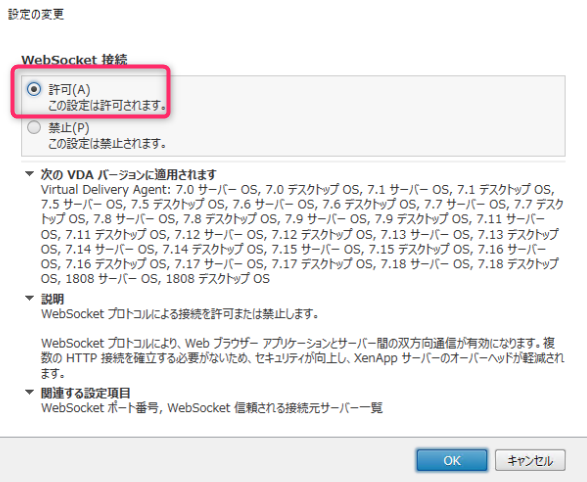 設定の変更
WebSocket 接続
許可(A)
この設定は許可されます。
禁止(P)
この設定は禁止されます。
次の VDA バージョンに適用されます
Virtual Delivery Agent: 7.0 サーバー OS, 7.0 デスクトップ OS, 7.1 サーバー OS, 7.1 デスクトップ OS,
7.5 サーバー OS, 7.5 デスクトップ OS, 7.6 サーバー OS, 7.6 デスクトップ OS, 7.7 サーバー OS, 7.7 デスク
トップ OS, 7.8 サーバー OS, 7.8 デスクトップ OS, 7.9 サーバー OS, 7.9 デスクトップ OS, 7.11 サーバー
OS, 7.11 デスクトップ OS, 7.12 サーバー OS, 7.12 デスクトップ OS, 7.13 サーバー OS, 7.13 デスクトップ
OS, 7.14 サーバー OS, 7.14 デスクトップ OS, 7.15 サーバー OS, 7.15 デスクトップ OS, 7.16 サーバー
OS, 7.16 デスクトップ OS, 7.17 サーバー OS, 7.17 デスクトップ OS, 7.18 サーバー OS, 7.18 デスクトップ
OS, 1808 サーバー OS, 1808 デスクトップ OS
説明
WebSocket プロトコルによる接続を許可または禁止します。
WebSocket プロトコルにより、Web ブラウザー アプリケーションとサーバー間の双方向通信が有効になります。複
数の HTTP 接続を確立する必要がないため、セキュリティが向上し、XenApp サーバーのオーバーヘッドが軽減され
ます。
関連する設定項目
WebSocket ポート番号, WebSocket 信頼される接続元サーバー一覧
OK
キャンセル